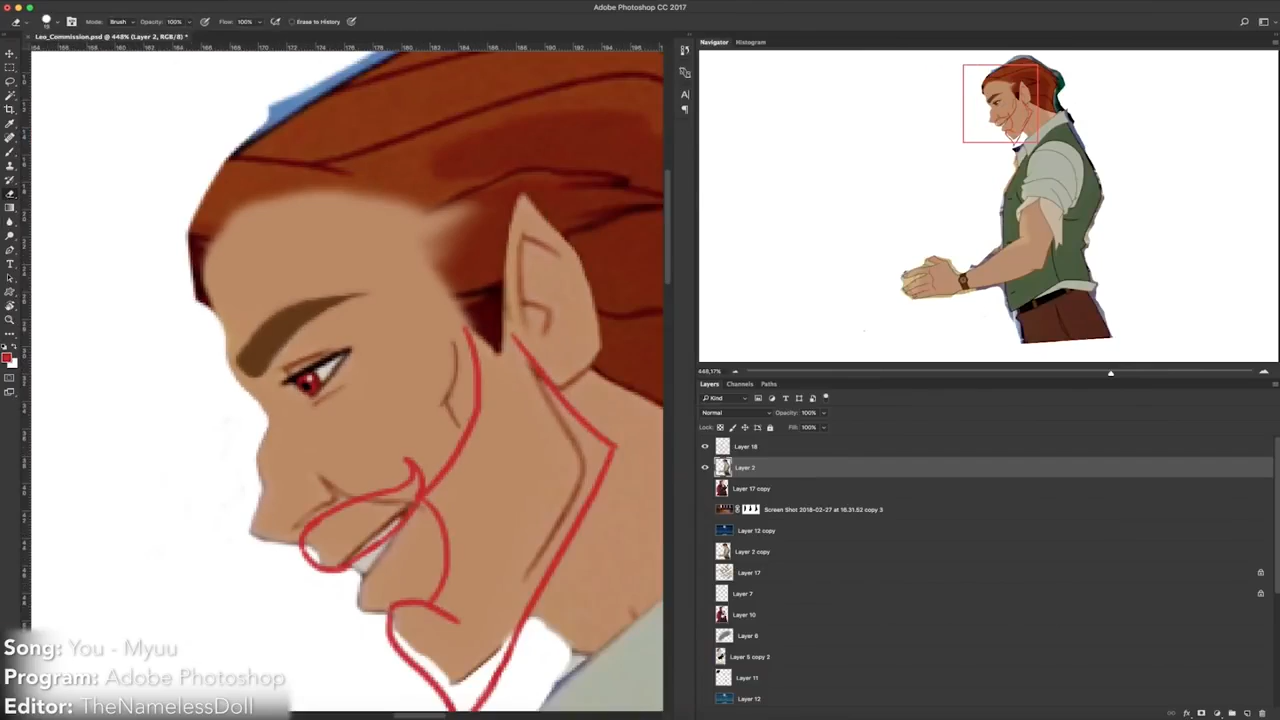 Adobe Photoshop CC 2017
Mode: Brush Opacity: 100% Flow: 100% Erase to History
Leo_Commission.psd @ 448% (Layer 2, RGB/8) *
Navigator Histogram
Layers Channels Paths
Kind
Normal Opacity: 100%
Lock: Fill: 100%
Layer 18
Layer 2
Layer 17 copy
Screen Shot 2018-02-27 at 16.31.52 copy 3
Layer 12 copy
Layer 2 copy
Layer 17
Layer 7
Layer 10
Layer 6
Layer 5 copy 2
Layer 11
Layer 12
Song: You - Myuu
Program: Adobe Photoshop
Editor: TheNamelessDoll